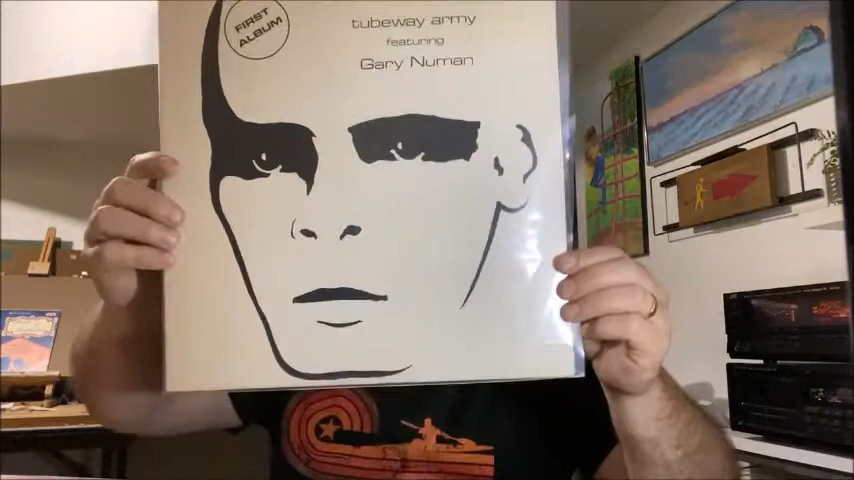 FIRST
ALBUM
tubeway army
featuring
Gary Numan